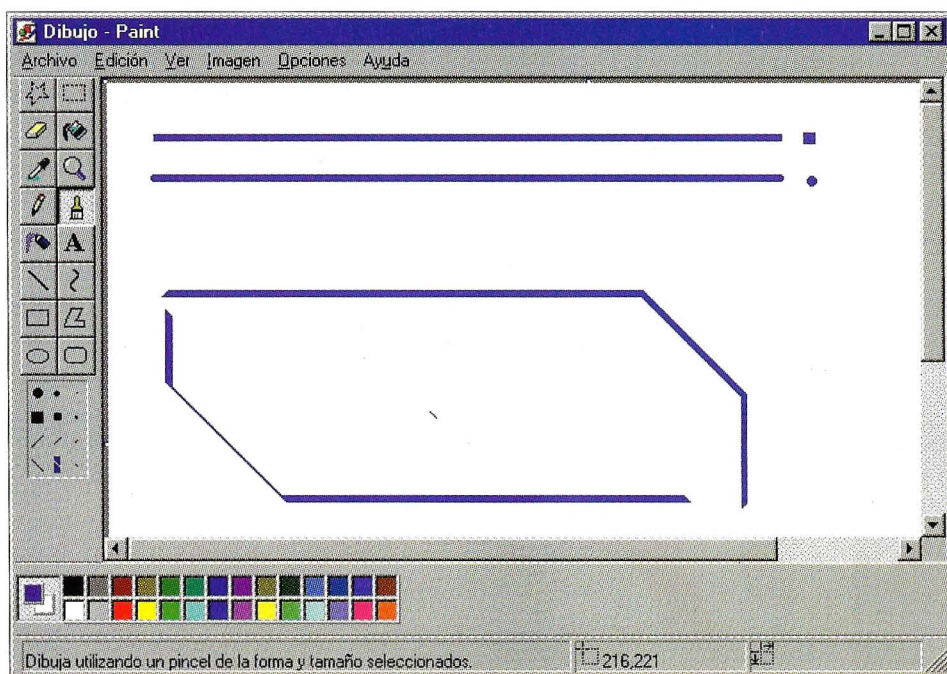 Dibujo - Paint
Archivo Edición Ver Imagen Opciones Ayuda
A
Dibuja utilizando un pincel de la forma y tamaño seleccionados.
216,221